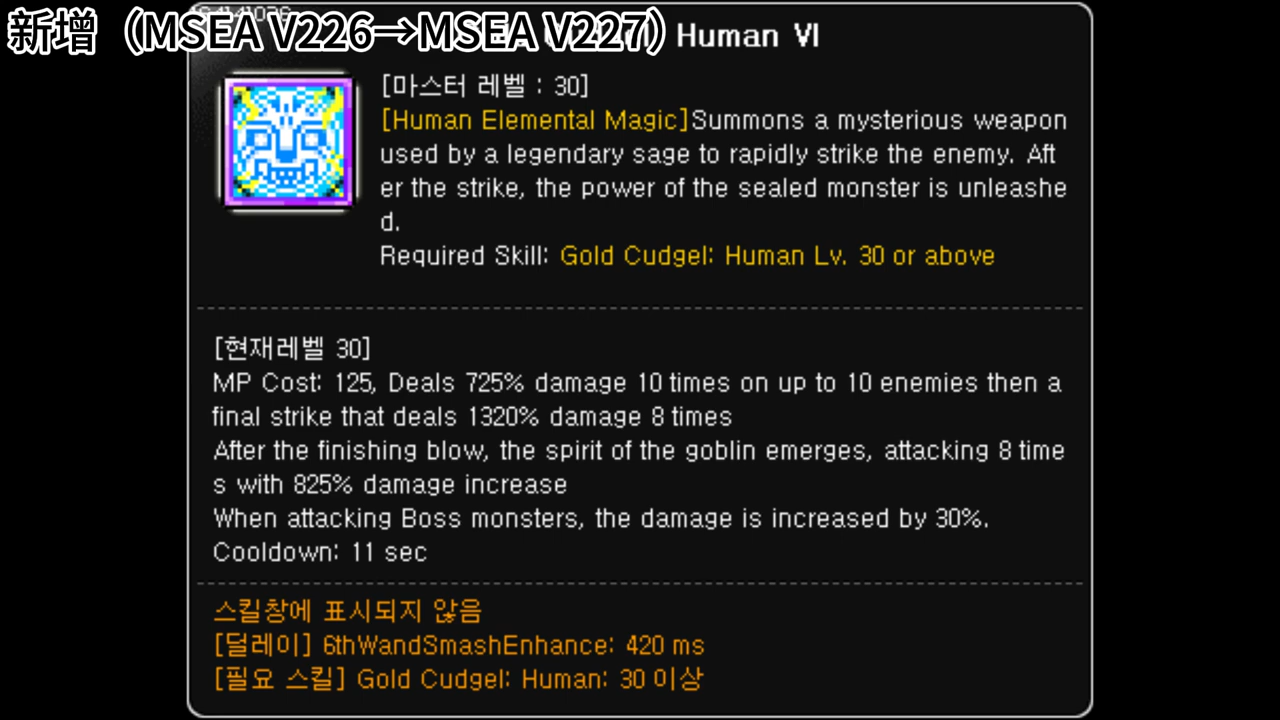 新增（MSEA V226→MSEA V227）
Human VI
[마스터 레벨 : 30]
[Human Elemental Magic]Summons a mysterious weapon
used by a legendary sage to rapidly strike the enemy. Aft
er the strike, the power of the sealed monster is unleashe
d.
Required Skill: Gold Cudgel: Human Lv. 30 or above
[현재레벨 30]
MP Cost: 125, Deals 725% damage 10 times on up to 10 enemies then a
final strike that deals 1320% damage 8 times
After the finishing blow, the spirit of the goblin emerges, attacking 8 time
s with 825% damage increase
When attacking Boss monsters, the damage is increased by 30%.
Cooldown: 11 sec
스킬창에 표시되지 않음
[딜레이] 6thWandSmashEnhance: 420 ms
[필요 스킬] Gold Cudgel: Human: 30 이상